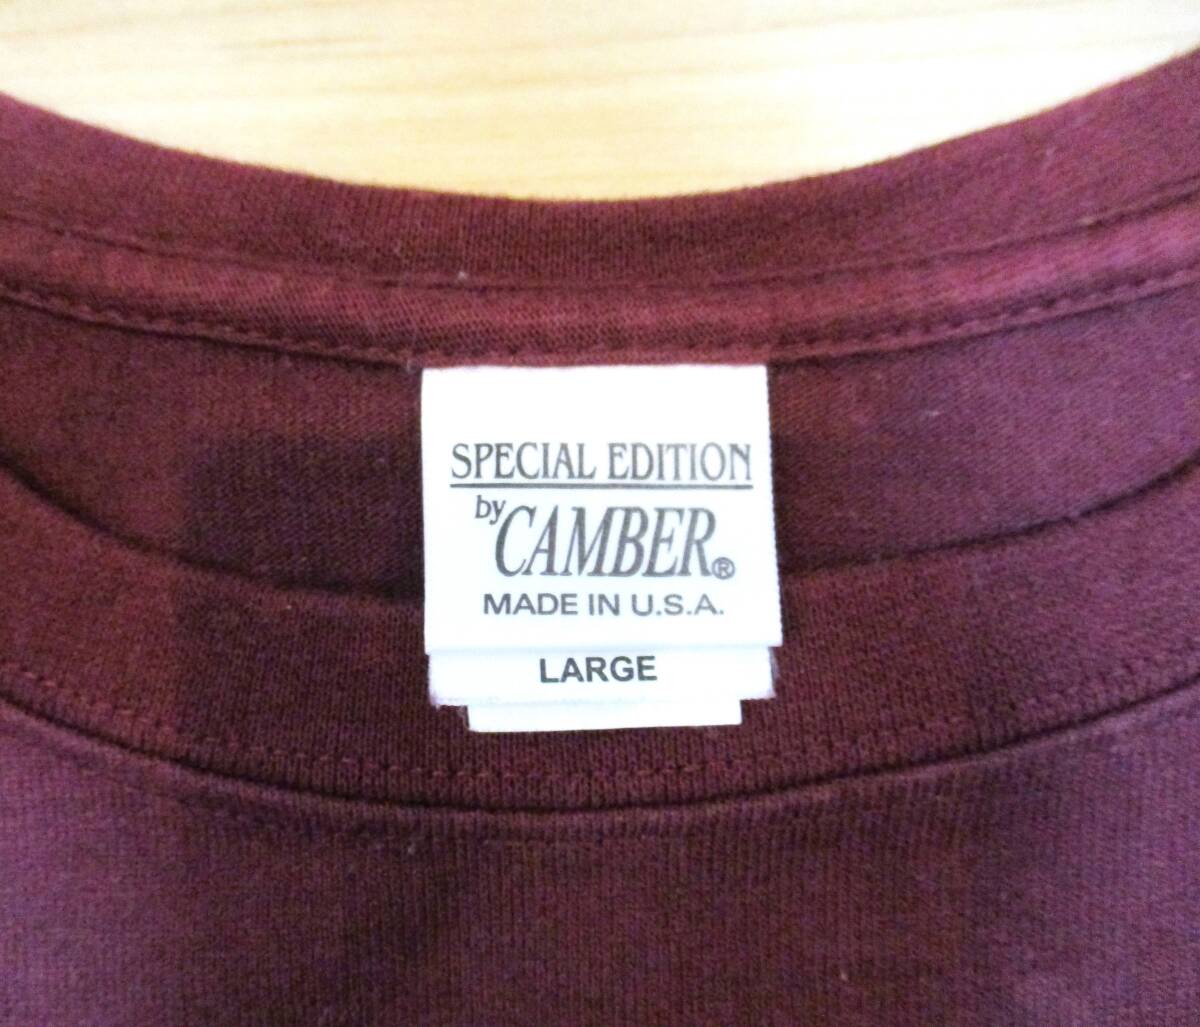 SPECIAL EDITION
by CAMBER®
MADE IN U.S.A.
LARGE